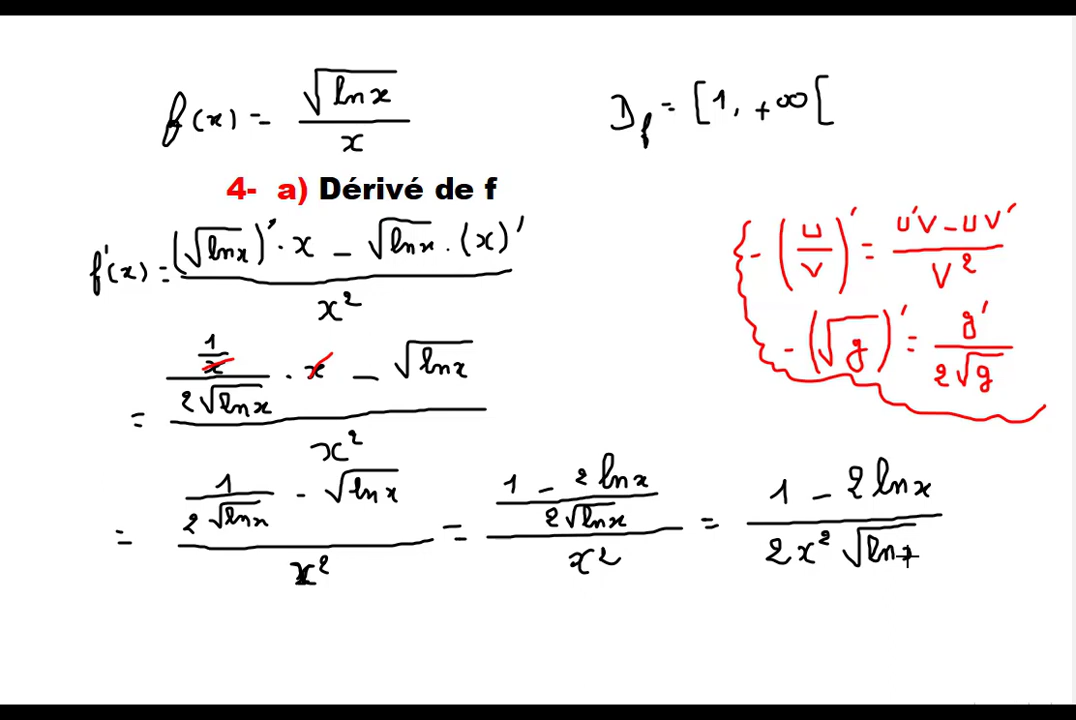 f(x) = √(ln x) / x        D_f = [1, +∞[
4- a) Dérivé de f
f'(x) = ((√(ln x))' · x − √(ln x) · (x)') / x²
- (u/v)' = (u'v − uv') / v²
= ((1/x) / (2√(ln x)) · x − √(ln x)) / x²
- (√g)' = g' / (2√g)
= (1 / (2√(ln x)) − √(ln x)) / x² = ((1 − 2 ln x) / (2√(ln x))) / x² = (1 − 2 ln x) / (2x² √(ln x))